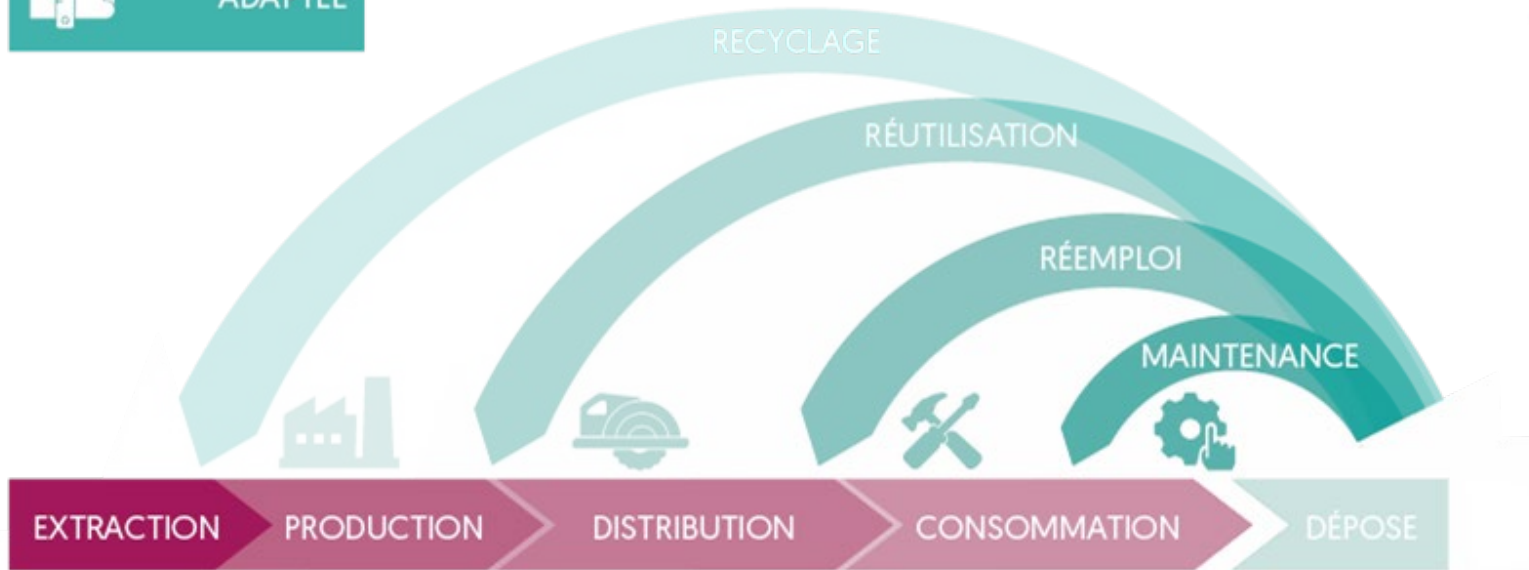 ADAPTÉE
RECYCLAGE
RÉUTILISATION
RÉEMPLOI
MAINTENANCE
EXTRACTION
PRODUCTION
DISTRIBUTION
CONSOMMATION
DÉPOSE